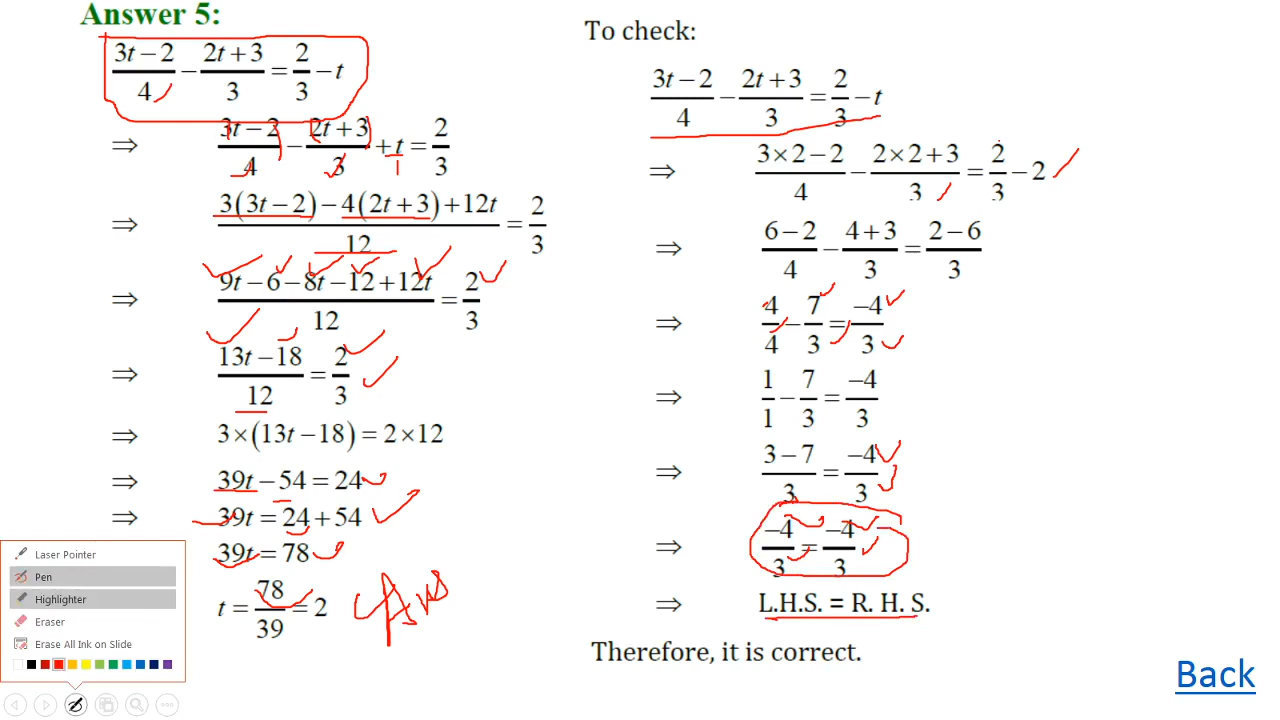 Answer 5:
(3t − 2)/4 − (2t + 3)/3 = 2/3 − t
⇒ (3t − 2)/4 − (2t + 3)/3 + t = 2/3
1
⇒ (3(3t − 2) − 4(2t + 3) + 12t)/12 = 2/3
⇒ (9t − 6 − 8t − 12 + 12t)/12 = 2/3
⇒ (13t − 18)/12 = 2/3
⇒ 3 × (13t − 18) = 2 × 12
⇒ 39t − 54 = 24
⇒ 39t = 24 + 54
39t = 78
t = 78/39 = 2
Ans
To check:
(3t − 2)/4 − (2t + 3)/3 = 2/3 − t
⇒ (3 × 2 − 2)/4 − (2 × 2 + 3)/3 = 2/3 − 2
⇒ (6 − 2)/4 − (4 + 3)/3 = (2 − 6)/3
⇒ 4/4 − 7/3 = −4/3
⇒ 1/1 − 7/3 = −4/3
⇒ (3 − 7)/3 = −4/3
⇒ −4/3 = −4/3
⇒ L.H.S. = R. H. S.
Therefore, it is correct.
Laser Pointer
Pen
Highlighter
Eraser
Erase All Ink on Slide
Back